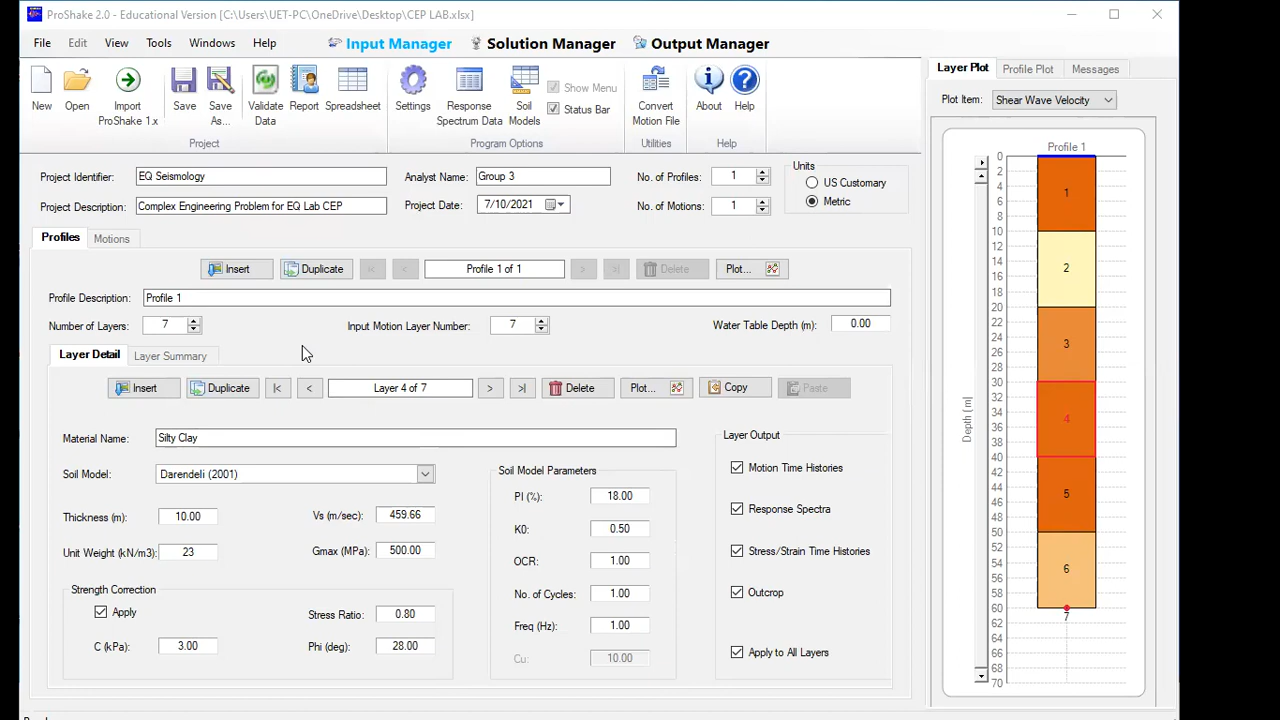 ProShake 2.0 - Educational Version [C:\Users\UET-PC\OneDrive\Desktop\CEP LAB.xlsx]
File Edit View Tools Windows Help Input Manager Solution Manager Output Manager
New Open Import ProShake 1.x Save Save As... Validate Data Report Spreadsheet
Project
Settings Response Spectrum Data Soil Models Show Menu Status Bar
Program Options
Convert Motion File
Utilities
About Help
Help
Project Identifier: EQ Seismology Analyst Name: Group 3 No. of Profiles: 1
Project Description: Complex Engineering Problem for EQ Lab CEP Project Date: 7/10/2021 No. of Motions: 1
Units
US Customary
Metric
Profiles Motions
Insert Duplicate |< < Profile 1 of 1 > >| Delete Plot...
Profile Description: Profile 1
Number of Layers: 7 Input Motion Layer Number: 7 Water Table Depth (m): 0.00
Layer Detail Layer Summary
Insert Duplicate |< < Layer 4 of 7 > >| Delete Plot... Copy Paste
Material Name: Silty Clay
Soil Model: Darendeli (2001)
Thickness (m): 10.00 Vs (m/sec): 459.66
Unit Weight (kN/m3): 23 Gmax (MPa): 500.00
Strength Correction
Apply Stress Ratio: 0.80
C (kPa): 3.00 Phi (deg): 28.00
Soil Model Parameters
PI (%): 18.00
K0: 0.50
OCR: 1.00
No. of Cycles: 1.00
Freq (Hz): 1.00
Cu: 10.00
Layer Output
Motion Time Histories
Response Spectra
Stress/Strain Time Histories
Outcrop
Apply to All Layers
Layer Plot Profile Plot Messages
Plot Item: Shear Wave Velocity
Profile 1
Depth (m)
0
2
4
6
8
10
12
14
16
18
20
22
24
26
28
30
32
34
36
38
40
42
44
46
48
50
52
54
56
58
60
62
64
66
68
70
1
2
3
4
5
6
7